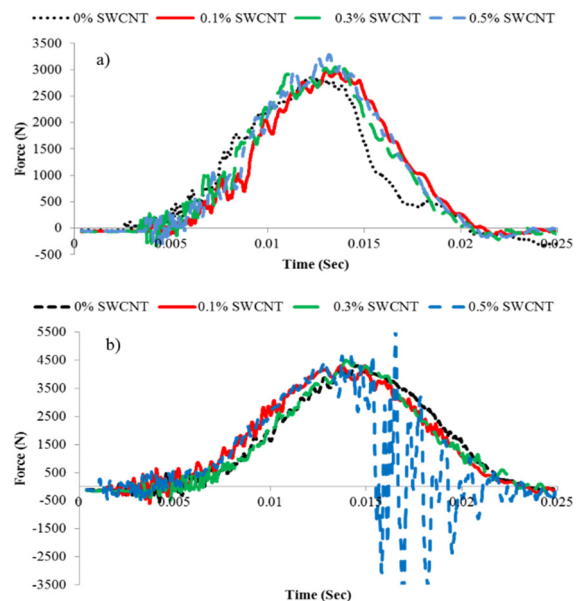 0% SWCNT 0.1% SWCNT 0.3% SWCNT 0.5% SWCNT
a)
3500
3000
2500
2000
1500
1000
500
0
-500
Force (N)
0 0.005 0.01 0.015 0.02 0.025
Time (Sec)
0% SWCNT 0.1% SWCNT 0.3% SWCNT 0.5% SWCNT
b)
5500
4500
3500
2500
1500
500
-500
-1500
-2500
-3500
Force (N)
0 0.005 0.01 0.015 0.02 0.025
Time (Sec)